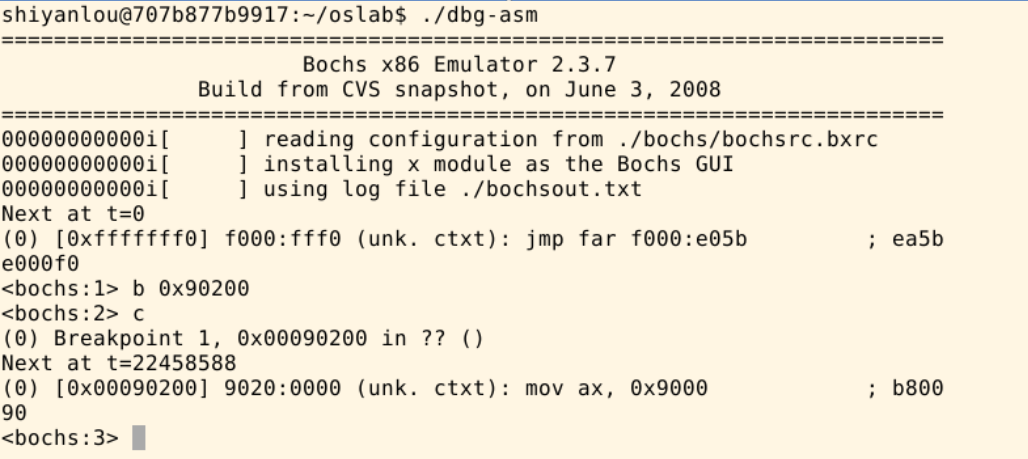 shiyanlou@707b877b9917:~/oslab$ ./dbg-asm
========================================================================
                       Bochs x86 Emulator 2.3.7
               Build from CVS snapshot, on June 3, 2008
========================================================================
00000000000i[      ] reading configuration from ./bochs/bochsrc.bxrc
00000000000i[      ] installing x module as the Bochs GUI
00000000000i[      ] using log file ./bochsout.txt
Next at t=0
(0) [0xfffffff0] f000:fff0 (unk. ctxt): jmp far f000:e05b         ; ea5b
e000f0
<bochs:1> b 0x90200
<bochs:2> c
(0) Breakpoint 1, 0x00090200 in ?? ()
Next at t=22458588
(0) [0x00090200] 9020:0000 (unk. ctxt): mov ax, 0x9000            ; b800
90
<bochs:3>